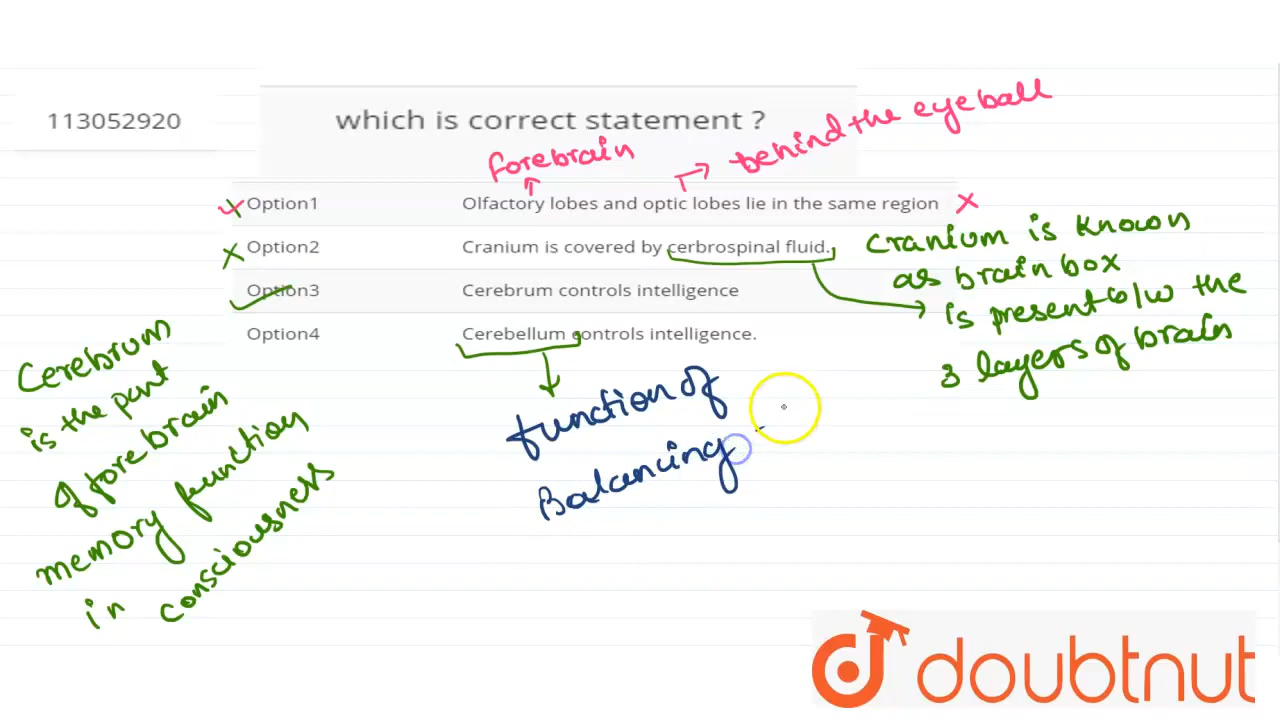 113052920
which is correct statement ?
forebrain
behind the eyeball
Option1 Olfactory lobes and optic lobes lie in the same region
Option2 Cranium is covered by cerbrospinal fluid.
Option3 Cerebrum controls intelligence
Option4 Cerebellum controls intelligence.
Cranium is known
as brain box
is present b/w the
3 layers of brain
Cerebrum
is the part
of forebrain
memory function
in consciousness
function of
Balancing
doubtnut